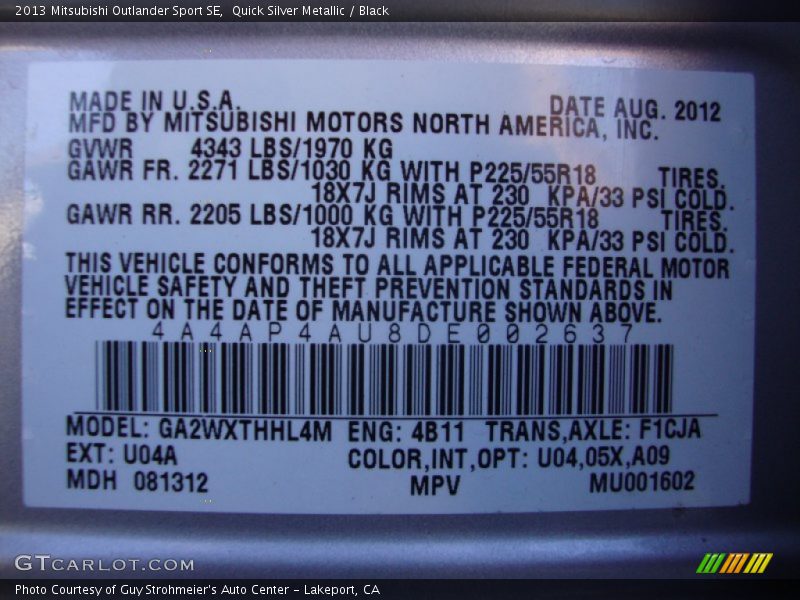 2013 Mitsubishi Outlander Sport SE, Quick Silver Metallic / Black
MADE IN U.S.A. DATE AUG. 2012
MFD BY MITSUBISHI MOTORS NORTH AMERICA, INC.
GVWR 4343 LBS/1970 KG
GAWR FR. 2271 LBS/1030 KG WITH P225/55R18 TIRES.
18X7J RIMS AT 230 KPA/33 PSI COLD.
GAWR RR. 2205 LBS/1000 KG WITH P225/55R18 TIRES.
18X7J RIMS AT 230 KPA/33 PSI COLD.
THIS VEHICLE CONFORMS TO ALL APPLICABLE FEDERAL MOTOR
VEHICLE SAFETY AND THEFT PREVENTION STANDARDS IN
EFFECT ON THE DATE OF MANUFACTURE SHOWN ABOVE.
4A4AP4AU8DE002637
MODEL: GA2WXTHHL4M ENG: 4B11 TRANS,AXLE: F1CJA
EXT: U04A COLOR,INT,OPT: U04,05X,A09
MDH 081312 MPV MU001602
GTCARLOT.COM
Photo Courtesy of Guy Strohmeier's Auto Center - Lakeport, CA